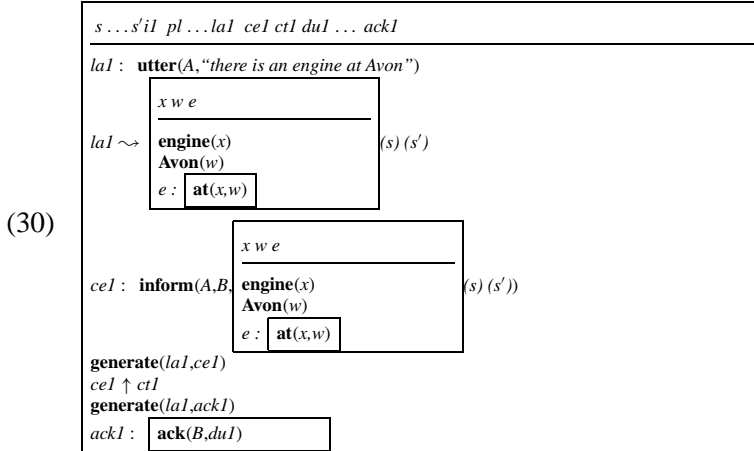 s . . . s′i1 pl . . . la1 ce1 ct1 du1 . . . ack1
la1 : utter(A,“there is an engine at Avon”)
x w e
la1 ⤳ engine(x) (s) (s′)
Avon(w)
e : at(x,w)
(30)
x w e
ce1 : inform(A,B, engine(x) (s) (s′))
Avon(w)
e : at(x,w)
generate(la1,ce1)
ce1 ↑ ct1
generate(la1,ack1)
ack1 : ack(B,du1)